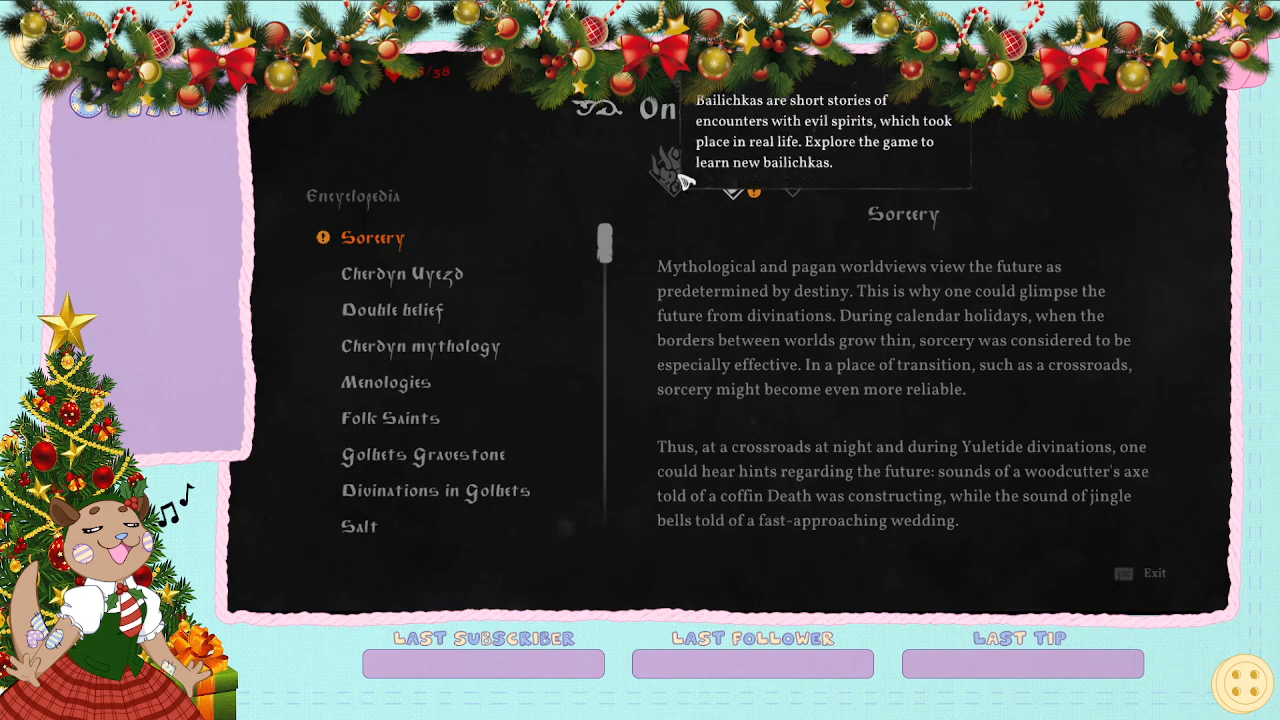 /58
On
Bailichkas are short stories of
encounters with evil spirits, which took
place in real life. Explore the game to
learn new bailichkas.
Encyclopedia
Sorcery
Cherdyn Uyezd
Double belief
Cherdyn mythology
Menologies
Folk Saints
Golbets Gravestone
Divinations in Golbets
Salt
Sorcery
Mythological and pagan worldviews view the future as
predetermined by destiny. This is why one could glimpse the
future from divinations. During calendar holidays, when the
borders between worlds grow thin, sorcery was considered to be
especially effective. In a place of transition, such as a crossroads,
sorcery might become even more reliable.
Thus, at a crossroads at night and during Yuletide divinations, one
could hear hints regarding the future: sounds of a woodcutter's axe
told of a coffin Death was constructing, while the sound of jingle
bells told of a fast-approaching wedding.
Exit
LAST SUBSCRIBER
LAST FOLLOWER
LAST TIP